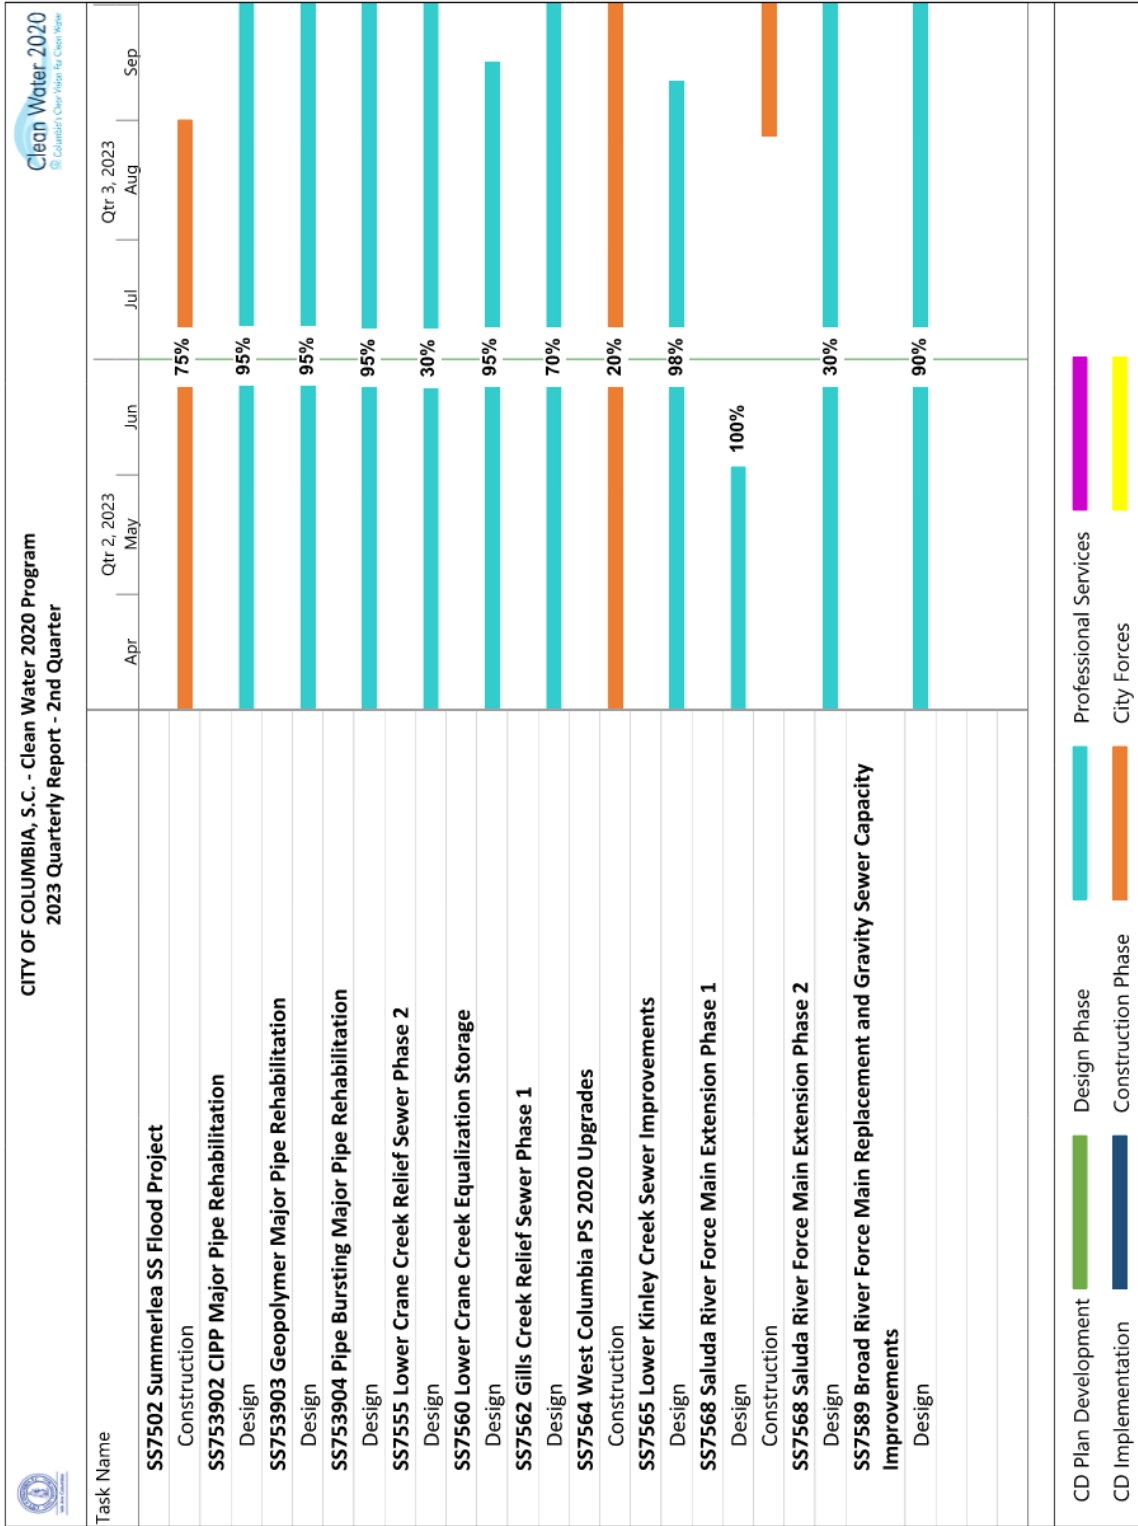 CITY OF COLUMBIA, S.C. - Clean Water 2020 Program
2023 Quarterly Report - 2nd Quarter
Clean Water 2020
Columbia's Clear Vision For Clean Water
Task Name
Qtr 2, 2023
Qtr 3, 2023
Apr
May
Jun
Jul
Aug
Sep
SS7502 Summerlea SS Flood Project
Construction
75%
SS753902 CIPP Major Pipe Rehabilitation
Design
95%
SS753903 Geopolymer Major Pipe Rehabilitation
Design
95%
SS753904 Pipe Bursting Major Pipe Rehabilitation
Design
95%
SS7555 Lower Crane Creek Relief Sewer Phase 2
Design
30%
SS7560 Lower Crane Creek Equalization Storage
Design
95%
SS7562 Gills Creek Relief Sewer Phase 1
Design
70%
SS7564 West Columbia PS 2020 Upgrades
Construction
20%
SS7565 Lower Kinley Creek Sewer Improvements
Design
98%
SS7568 Saluda River Force Main Extension Phase 1
Design
100%
Construction
SS7568 Saluda River Force Main Extension Phase 2
Design
30%
SS7589 Broad River Force Main Replacement and Gravity Sewer Capacity
Improvements
Design
90%
CD Plan Development
Design Phase
Professional Services
CD Implementation
Construction Phase
City Forces